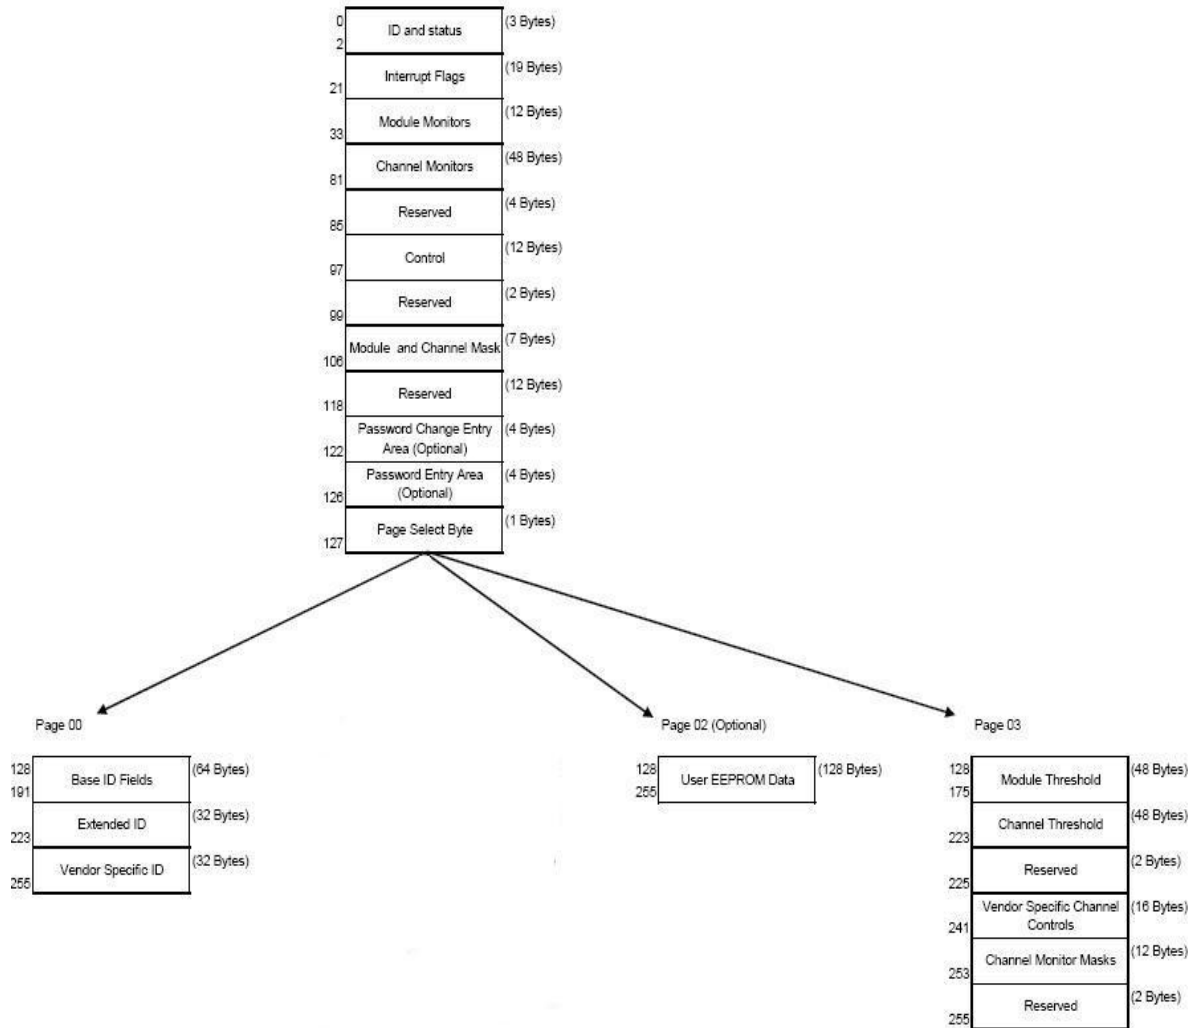 0
2
ID and status
(3 Bytes)
21
Interrupt Flags
(19 Bytes)
33
Module Monitors
(12 Bytes)
81
Channel Monitors
(48 Bytes)
85
Reserved
(4 Bytes)
97
Control
(12 Bytes)
99
Reserved
(2 Bytes)
106
Module and Channel Mask
(7 Bytes)
118
Reserved
(12 Bytes)
122
Password Change Entry
Area (Optional)
(4 Bytes)
126
Password Entry Area
(Optional)
(4 Bytes)
127
Page Select Byte
(1 Bytes)
Page 00
128
191
Base ID Fields
(64 Bytes)
223
Extended ID
(32 Bytes)
255
Vendor Specific ID
(32 Bytes)
Page 02 (Optional)
128
255
User EEPROM Data
(128 Bytes)
Page 03
128
175
Module Threshold
(48 Bytes)
223
Channel Threshold
(48 Bytes)
225
Reserved
(2 Bytes)
241
Vendor Specific Channel
Controls
(16 Bytes)
253
Channel Monitor Masks
(12 Bytes)
255
Reserved
(2 Bytes)